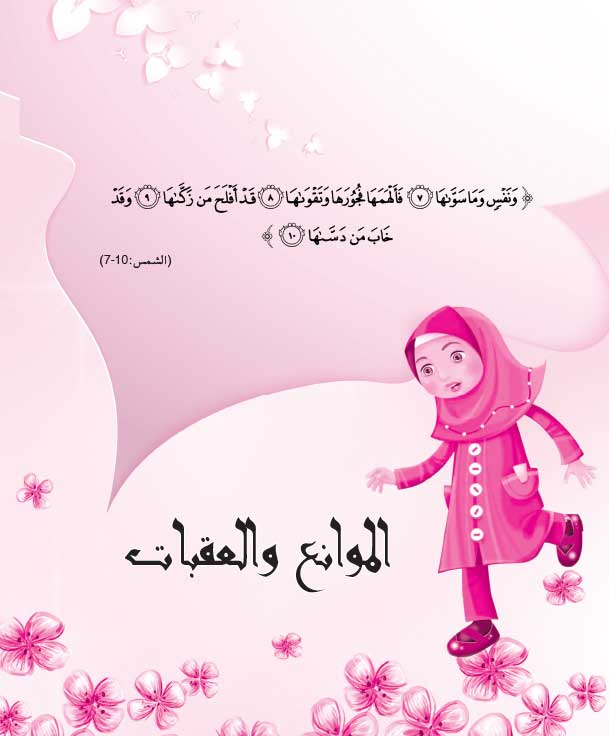 ﴿ وَنَفْسٍ وَمَا سَوَّىٰهَا ٧ فَأَلْهَمَهَا فُجُورَهَا وَتَقْوَىٰهَا ٨ قَدْ أَفْلَحَ مَن زَكَّىٰهَا ٩ وَقَدْ
خَابَ مَن دَسَّىٰهَا ١٠ ﴾
(الشمس:10-7)
الموانع والعقبات